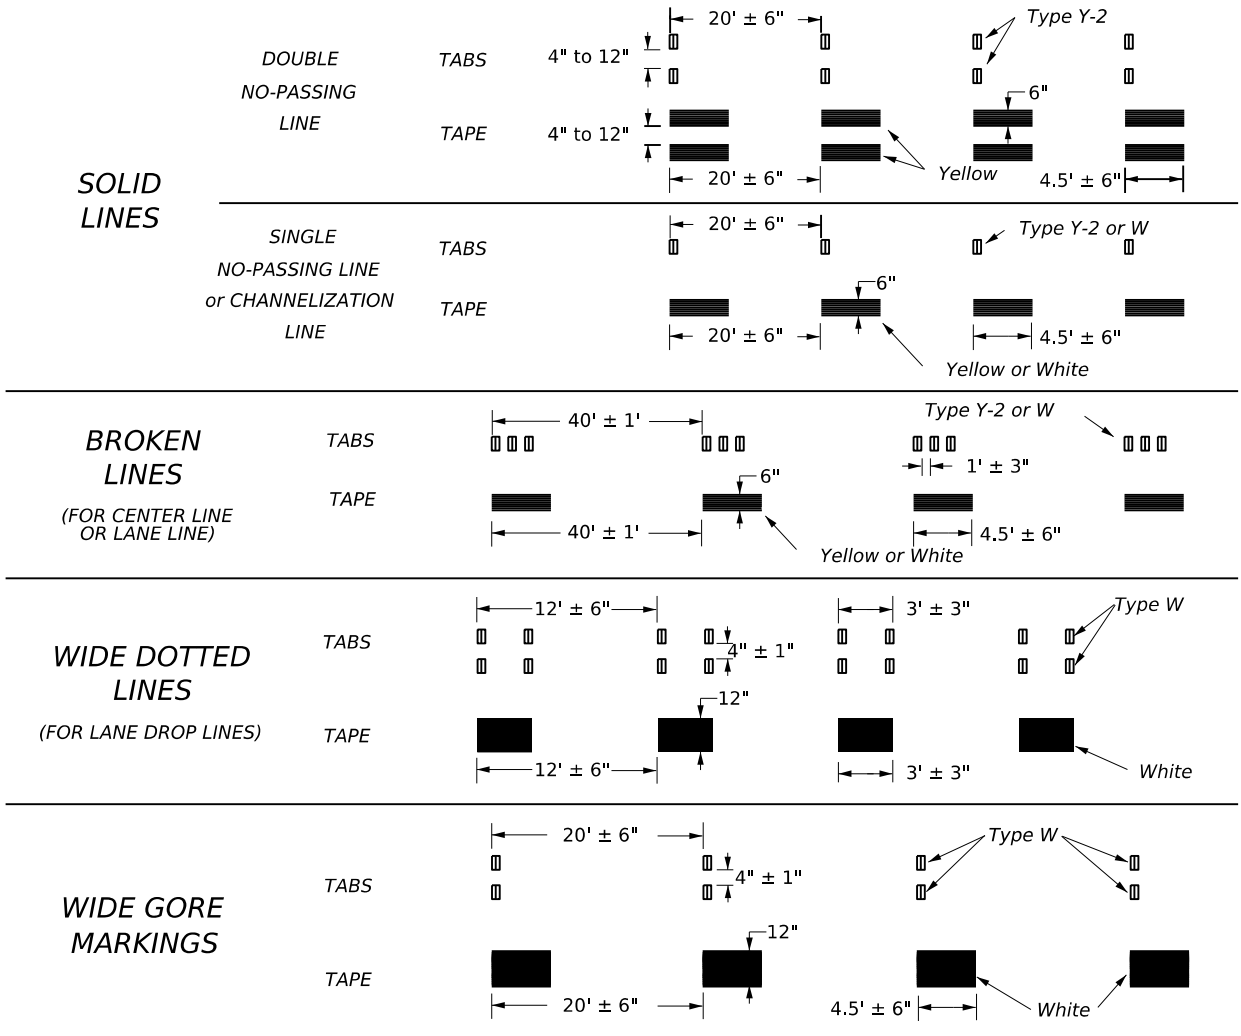 20' ± 6"
Type Y-2
DOUBLE
NO-PASSING
LINE
TABS
4" to 12"
6"
TAPE
4" to 12"
Yellow
20' ± 6"
4.5' ± 6"
SOLID
LINES
SINGLE
NO-PASSING LINE
or CHANNELIZATION
LINE
TABS
20' ± 6"
Type Y-2 or W
6"
TAPE
20' ± 6"
4.5' ± 6"
Yellow or White
BROKEN
LINES
(FOR CENTER LINE
OR LANE LINE)
TABS
40' ± 1'
Type Y-2 or W
1' ± 3"
TAPE
6"
40' ± 1'
4.5' ± 6"
Yellow or White
WIDE DOTTED
LINES
(FOR LANE DROP LINES)
TABS
12' ± 6"
3' ± 3"
Type W
4" ± 1"
12"
TAPE
12' ± 6"
3' ± 3"
White
WIDE GORE
MARKINGS
20' ± 6"
Type W
TABS
4" ± 1"
12"
TAPE
20' ± 6"
4.5' ± 6"
White